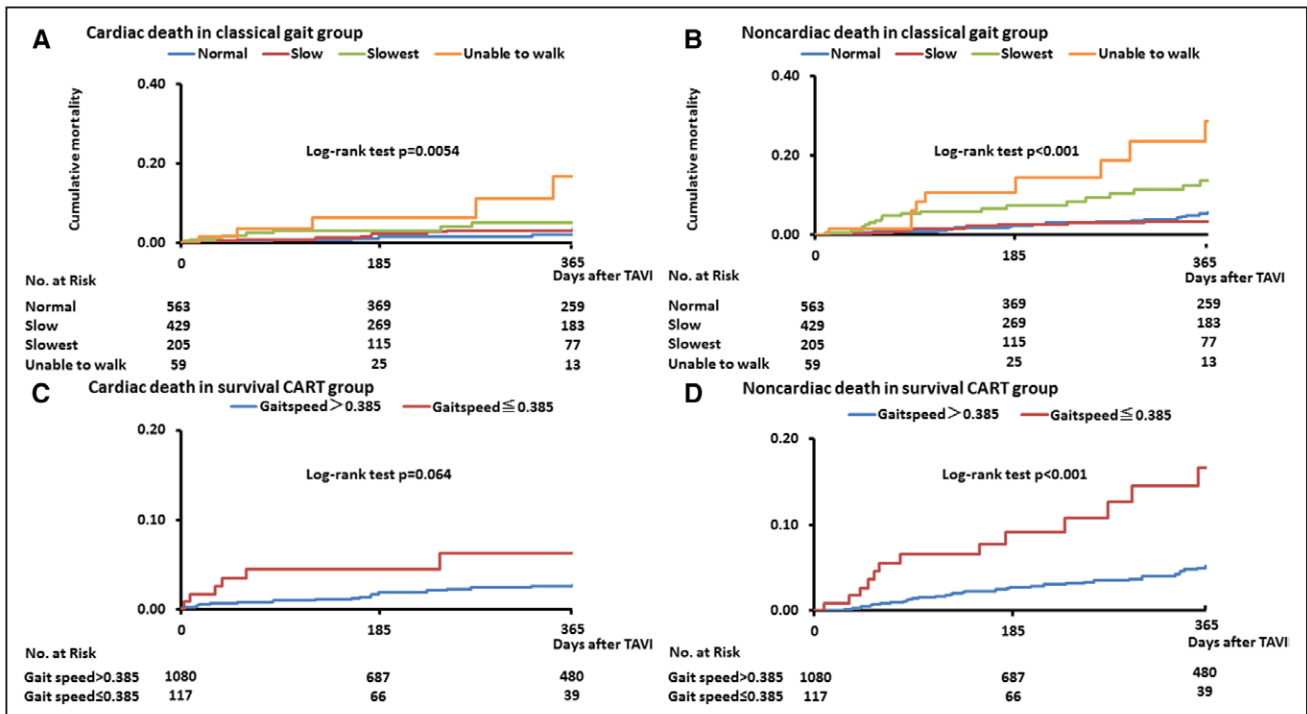 A
Cardiac death in classical gait group
Normal Slow Slowest Unable to walk
Cumulative mortality
0.40
0.20
0.00
Log-rank test p=0.0054
0 185 365
Days after TAVI
No. at Risk
Normal 563 369 259
Slow 429 269 183
Slowest 205 115 77
Unable to walk 59 25 13
B
Noncardiac death in classical gait group
Normal Slow Slowest Unable to walk
Cumulative mortality
0.40
0.20
0.00
Log-rank test p<0.001
0 185 365
Days after TAVI
No. at Risk
Normal 563 369 259
Slow 429 269 183
Slowest 205 115 77
Unable to walk 59 25 13
C
Cardiac death in survival CART group
Gaitspeed＞0.385 Gaitspeed≦0.385
0.20
0.10
0.00
Log-rank test p=0.064
0 185 365
Days after TAVI
No. at Risk
Gait speed>0.385 1080 687 480
Gait speed≤0.385 117 66 39
D
Noncardiac death in survival CART group
Gaitspeed＞0.385 Gaitspeed≦0.385
0.20
0.10
0.00
Log-rank test p<0.001
0 185 365
Days after TAVI
No. at Risk
Gait speed>0.385 1080 687 480
Gait speed≤0.385 117 66 39